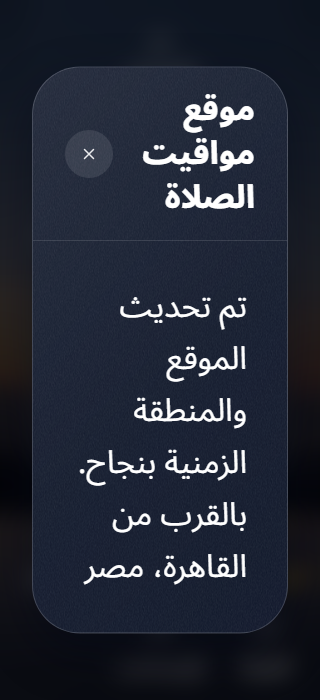 موقع
مواقيت
الصلاة
×
تم تحديث
الموقع
والمنطقة
الزمنية بنجاح.
بالقرب من
القاهرة، مصر